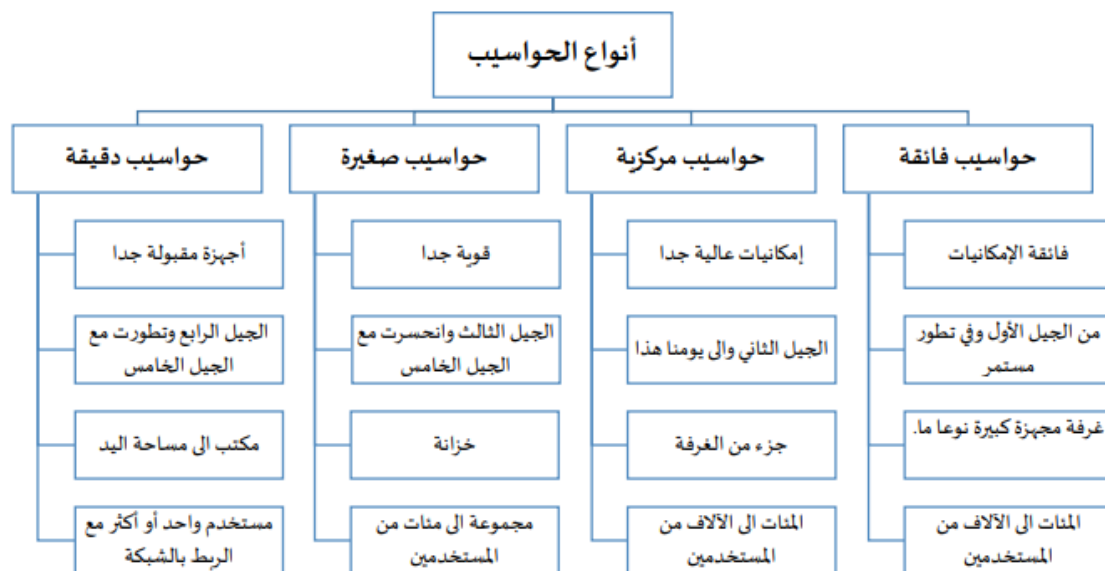 أنواع الحواسيب
حواسيب فائقة
فائقة الإمكانيات
من الجيل الأول وفي تطور
مستمر
غرفة مجهزة كبيرة نوعا ما.
المئات الى الآلاف من
المستخدمين
حواسيب مركزية
إمكانيات عالية جدا
الجيل الثاني والى يومنا هذا
جزء من الغرفة
المئات الى الآلاف من
المستخدمين
حواسيب صغيرة
قوية جدا
الجيل الثالث وانحسرت مع
الجيل الخامس
خزانة
مجموعة الى مئات من
المستخدمين
حواسيب دقيقة
أجهزة مقبولة جدا
الجيل الرابع وتطورت مع
الجيل الخامس
مكتب الى مساحة اليد
مستخدم واحد أو أكثر مع
الربط بالشبكة